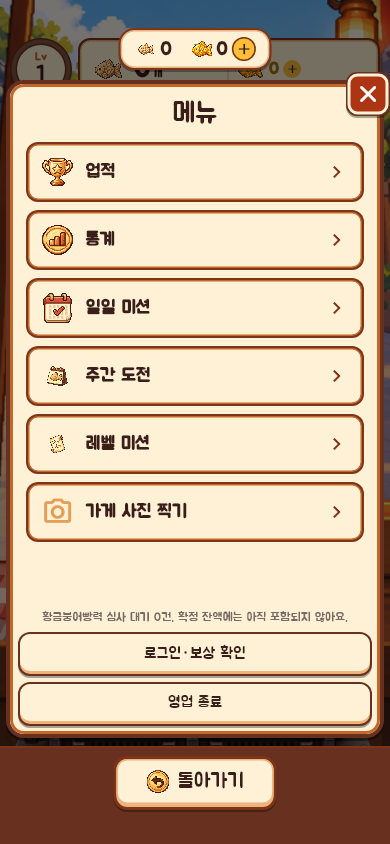 0 0 +
Lv
1
0
메뉴
업적
통계
일일 미션
주간 도전
레벨 미션
가게 사진 찍기
황금붕어빵력 심사 대기 0건. 확정 잔액에는 아직 포함되지 않아요.
로그인·보상 확인
영업 종료
돌아가기